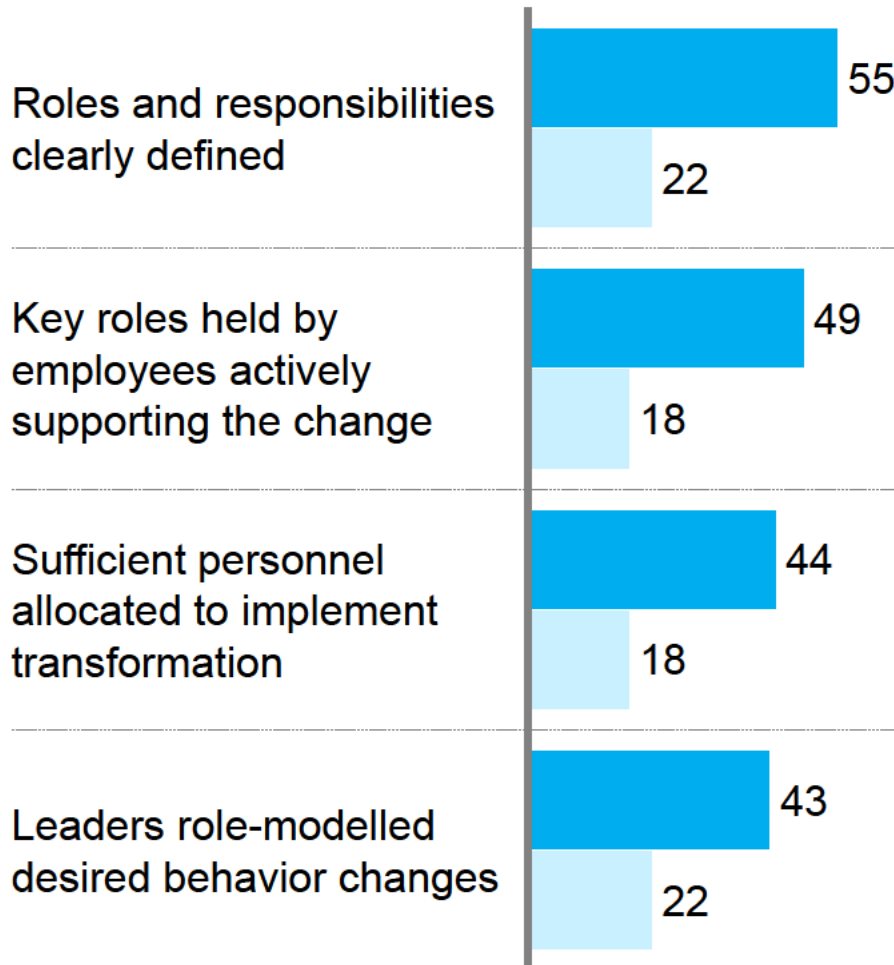 Roles and responsibilities
clearly defined
55
22
Key roles held by
employees actively
supporting the change
49
18
Sufficient personnel
allocated to implement
transformation
44
18
Leaders role-modelled
desired behavior changes
43
22